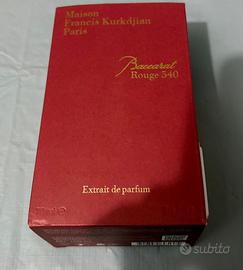 Maison
Francis Kurkdjian
Paris
Baccarat
Rouge 540
Extrait de parfum
subito